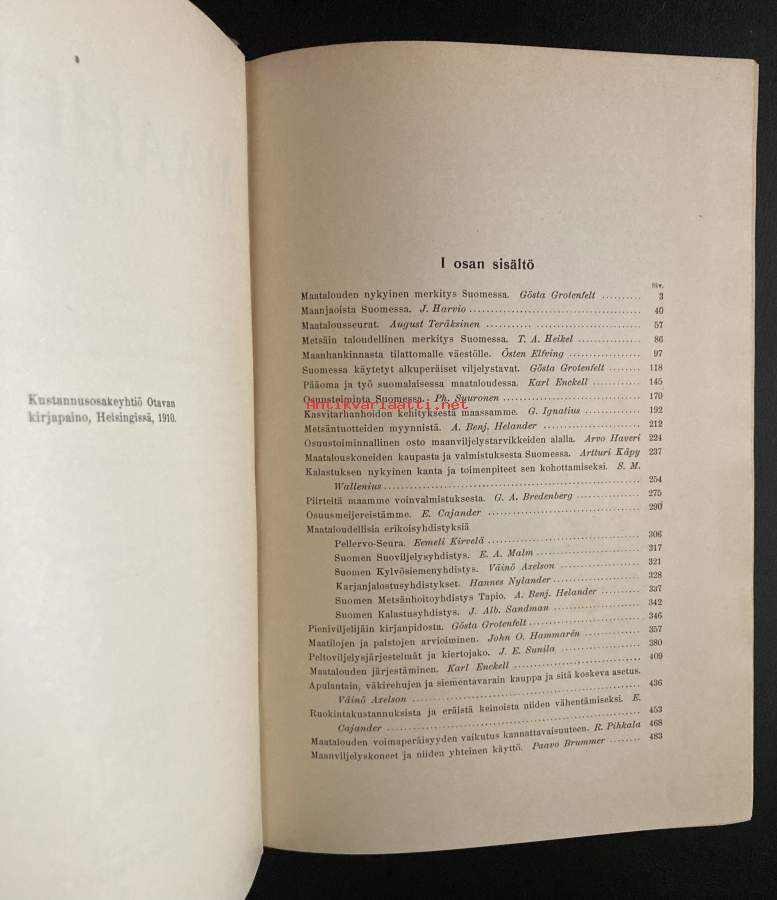 MAAHE
Kustannusosakeyhtiö Otavan
kirjapaino, Helsingissä, 1910.
I osan sisältö
Siv.
Maatalouden nykyinen merkitys Suomessa. Gösta Grotenfelt .......... 3
Maanjaoista Suomessa. J. Harvio .......... 40
Maatalousseurat. August Teräksinen .......... 57
Metsäin taloudellinen merkitys Suomessa. T. A. Heikel .......... 86
Maanhankinnasta tilattomalle väestölle. Östen Elfving .......... 97
Suomessa käytetyt alkuperäiset viljelystavat. Gösta Grotenfelt .......... 118
Pääoma ja työ suomalaisessa maataloudessa. Karl Enckell .......... 145
Osuustoiminta Suomessa. Ph. Suuronen .......... 170
Antikvariaatti.net
Kasvitarhanhoidon kehityksestä maassamme. G. Ignatius .......... 192
Metsäntuotteiden myynnistä. A. Benj. Helander .......... 212
Osuustoiminnallinen osto maanviljelystarvikkeiden alalla. Arvo Haveri 224
Maatalouskoneiden kaupasta ja valmistuksesta Suomessa. Artturi Käpy 237
Kalastuksen nykyinen kanta ja toimenpiteet sen kohottamiseksi. S. M.
Wallenius .......... 254
Piirteitä maamme voinvalmistuksesta. G. A. Bredenberg .......... 275
Osuusmeijereistämme. E. Cajander .......... 290
Maataloudellisia erikoisyhdistyksiä
Pellervo-Seura. Eemeli Kirvelä .......... 306
Suomen Suoviljelysyhdistys. E. A. Malm .......... 317
Suomen Kylvösiemenyhdistys. Väinö Axelson .......... 321
Karjanjalostusyhdistykset. Hannes Nylander .......... 328
Suomen Metsänhoitoyhdistys Tapio. A. Benj. Helander .......... 337
Suomen Kalastusyhdistys. J. Alb. Sandman .......... 342
Pieniviljelijäin kirjanpidosta. Gösta Grotenfelt .......... 346
Maatilojen ja palstojen arvioiminen. John O. Hammarén .......... 357
Peltoviljelysjärjestelmät ja kiertojako. J. E. Sunila .......... 380
Maatalouden järjestäminen. Karl Enckell .......... 409
Apulantain, väkirehujen ja siementavarain kauppa ja sitä koskeva asetus.
Väinö Axelson .......... 436
Ruokintakustannuksista ja eräistä keinoista niiden vähentämiseksi. E.
Cajander .......... 453
Maatalouden voimaperäisyyden vaikutus kannattavaisuuteen. R. Pihkala 468
Maanviljelyskoneet ja niiden yhteinen käyttö. Paavo Brummer ........ 483